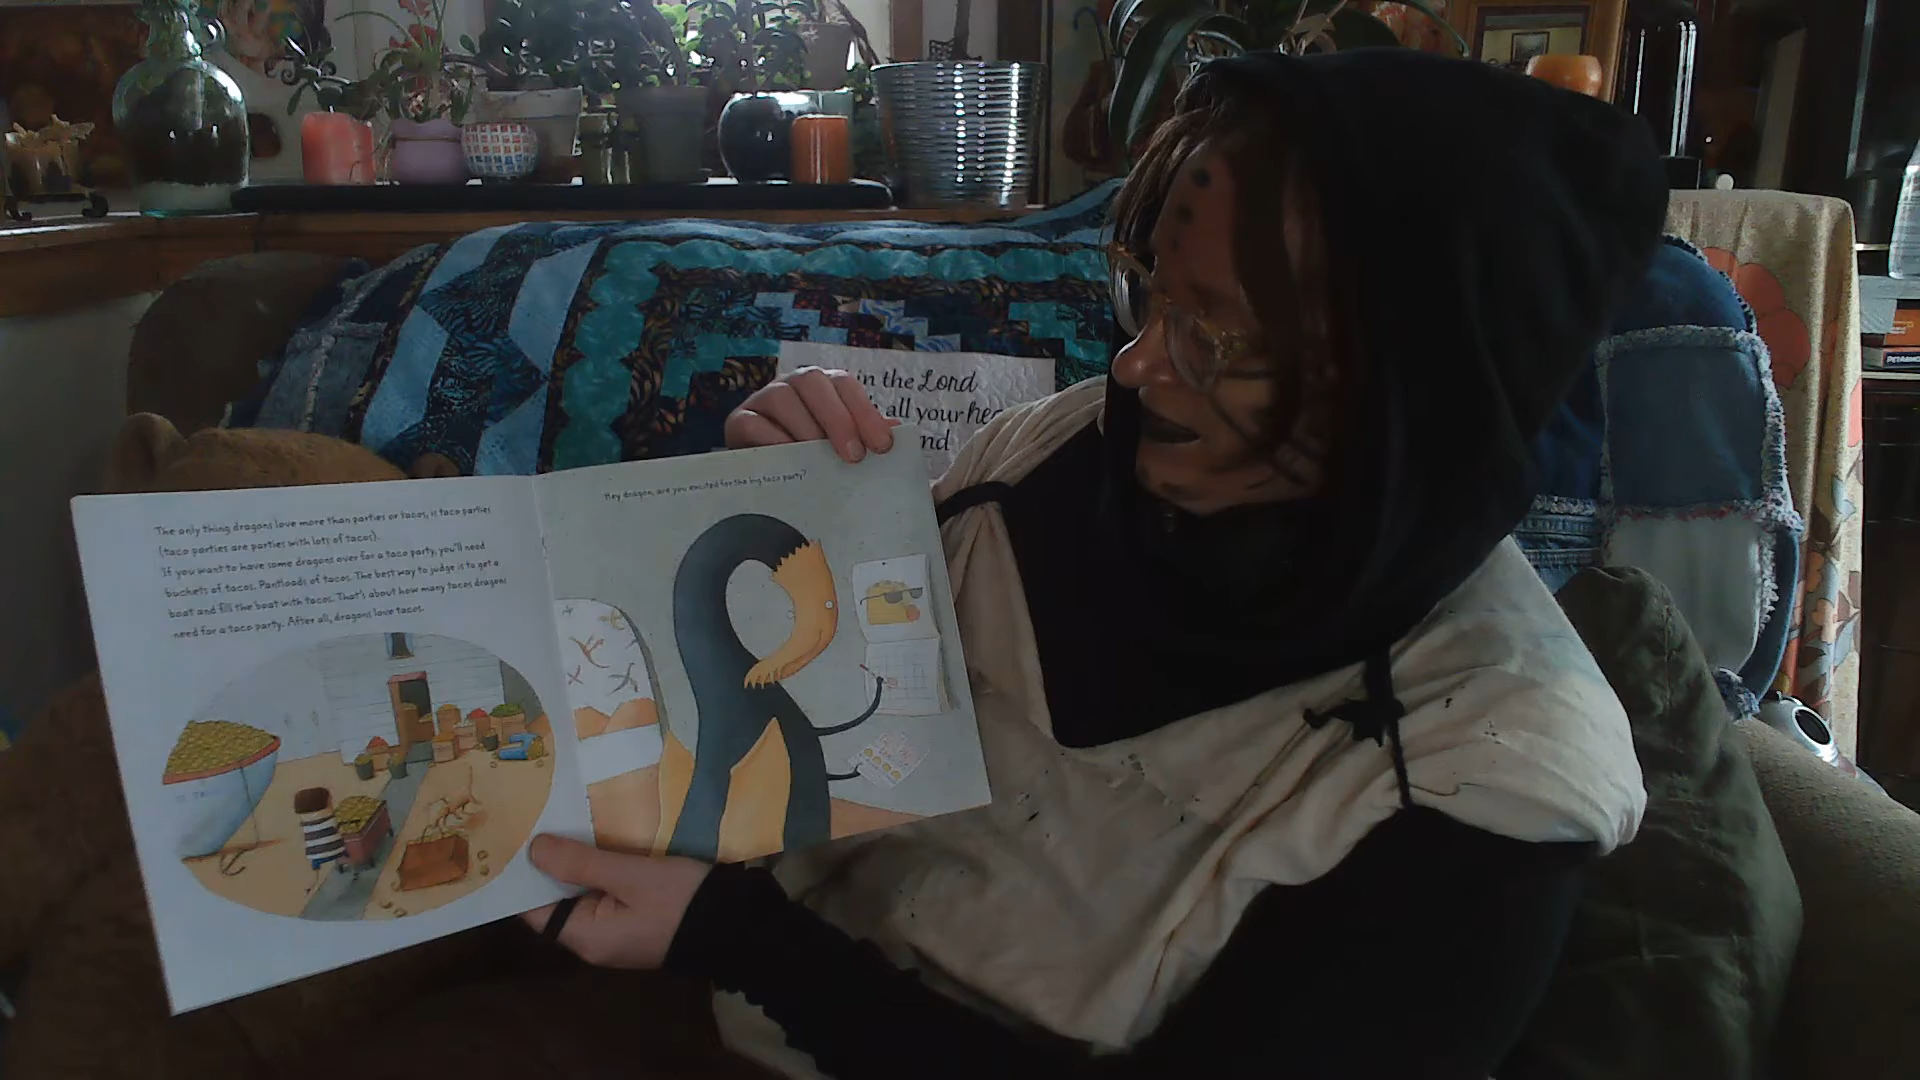 in the Lord
all your hea
nd
The only thing dragons love more than parties or tacos, is taco parties
(taco parties are parties with lots of tacos).
If you want to have some dragons over for a taco party, you'll need
buckets of tacos. Pantloads of tacos. The best way to judge is to get a
boat and fill the boat with tacos. That's about how many tacos dragons
need for a taco party. After all, dragons love tacos.
Hey dragon, are you excited for the big taco party?